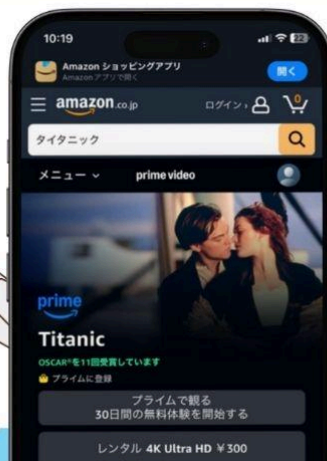 10:19
22
Amazon ショッピングアプリ
Amazonアプリで開く
開く
amazon.co.jp
ログイン ›
0
タイタニック
メニュー
prime video
prime
Titanic
OSCAR®を11回受賞しています
プライムに登録
プライムで観る
30日間の無料体験を開始する
レンタル 4K Ultra HD ¥300